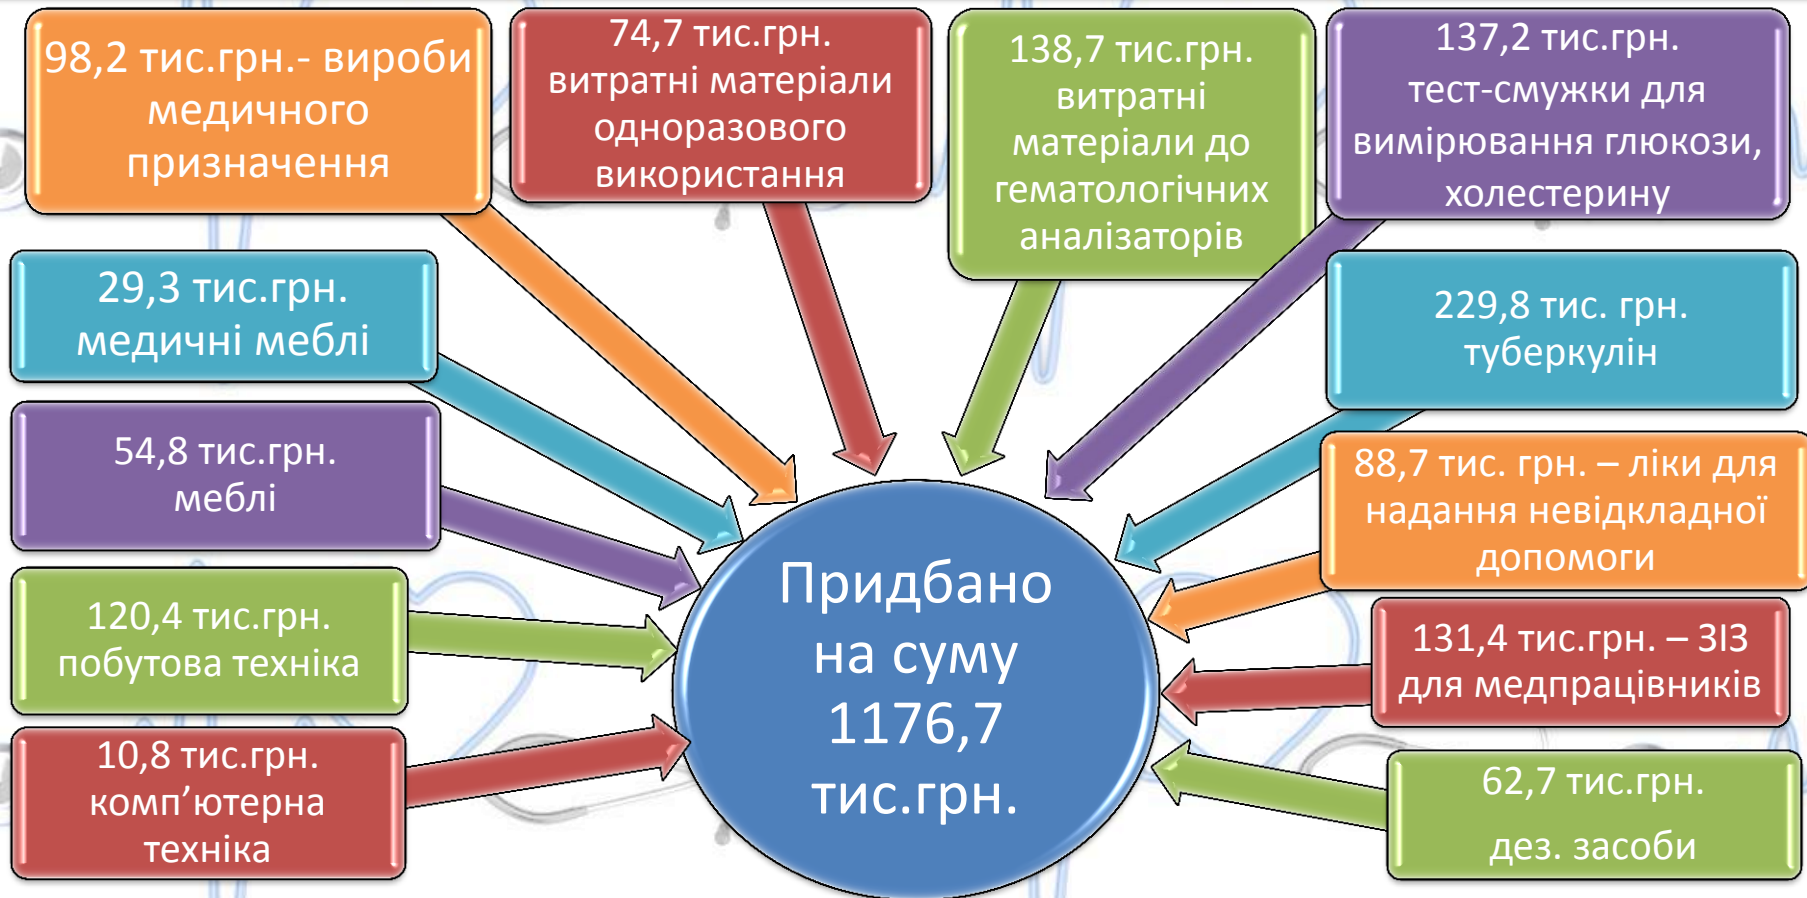 98,2 тис.грн.- вироби
медичного
призначення
74,7 тис.грн.
витратні матеріали
одноразового
використання
138,7 тис.грн.
витратні
матеріали до
гематологічних
аналізаторів
137,2 тис.грн.
тест-смужки для
вимірювання глюкози,
холестерину
29,3 тис.грн.
медичні меблі
229,8 тис. грн.
туберкулін
54,8 тис.грн.
меблі
88,7 тис. грн. – ліки для
надання невідкладної
допомоги
120,4 тис.грн.
побутова техніка
131,4 тис.грн. – ЗІЗ
для медпрацівників
10,8 тис.грн.
комп’ютерна
техніка
62,7 тис.грн.
дез. засоби
Придбано
на суму
1176,7
тис.грн.